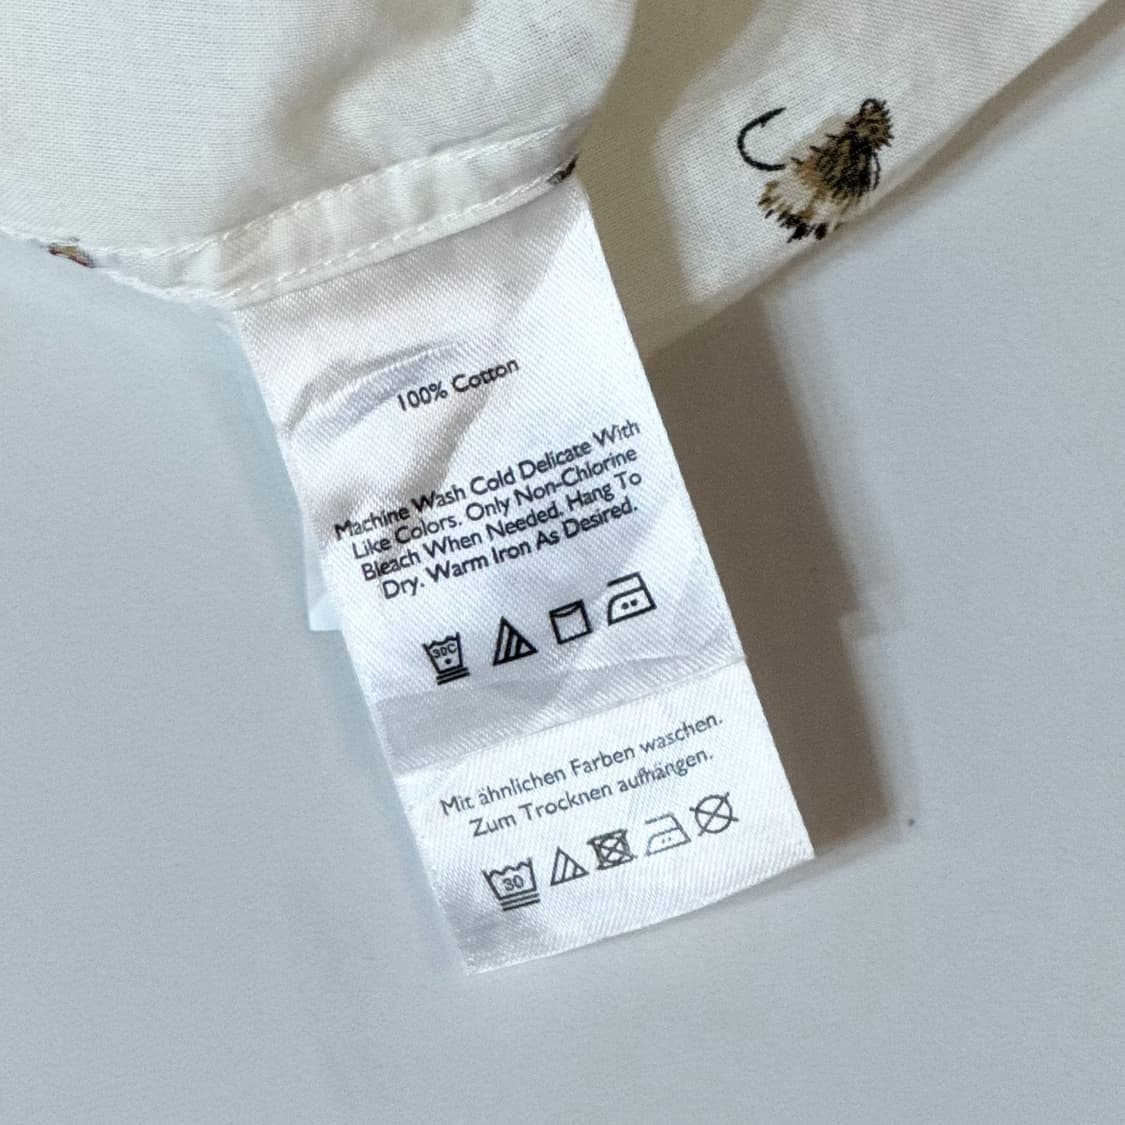 100% Cotton
Machine Wash Cold Delicate With
Like Colors. Only Non-Chlorine
Bleach When Needed. Hang To
Dry. Warm Iron As Desired.
30C
Mit ähnlichen Farben waschen.
Zum Trocknen aufhängen.
30